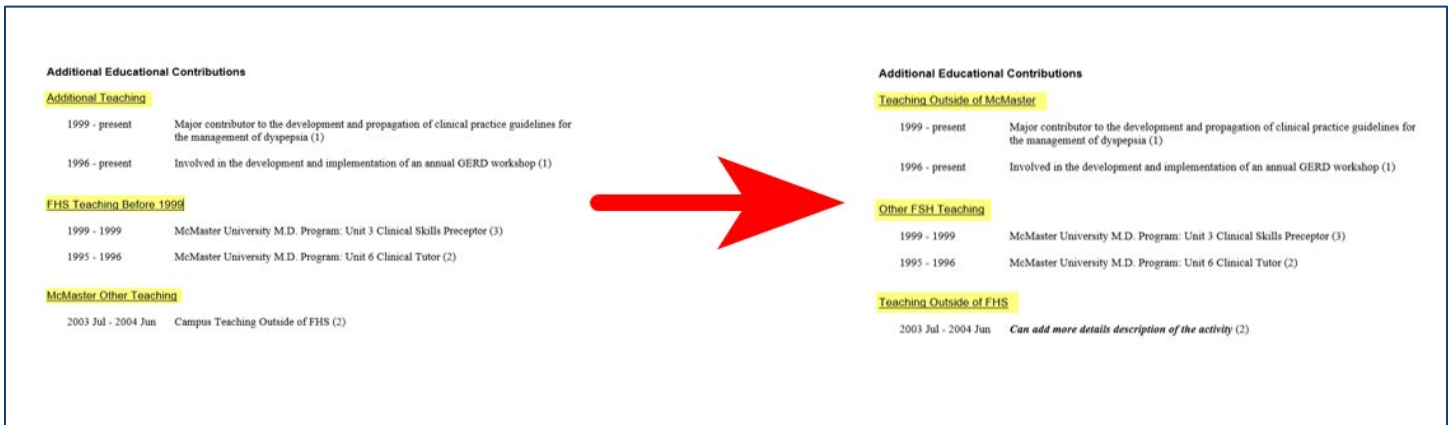 Additional Educational Contributions
Additional Teaching
1999 - present Major contributor to the development and propagation of clinical practice guidelines for
the management of dyspepsia (1)
1996 - present Involved in the development and implementation of an annual GERD workshop (1)
FHS Teaching Before 1999
1999 - 1999 McMaster University M.D. Program: Unit 3 Clinical Skills Preceptor (3)
1995 - 1996 McMaster University M.D. Program: Unit 6 Clinical Tutor (2)
McMaster Other Teaching
2003 Jul - 2004 Jun Campus Teaching Outside of FHS (2)
Additional Educational Contributions
Teaching Outside of McMaster
1999 - present Major contributor to the development and propagation of clinical practice guidelines for
the management of dyspepsia (1)
1996 - present Involved in the development and implementation of an annual GERD workshop (1)
Other FSH Teaching
1999 - 1999 McMaster University M.D. Program: Unit 3 Clinical Skills Preceptor (3)
1995 - 1996 McMaster University M.D. Program: Unit 6 Clinical Tutor (2)
Teaching Outside of FHS
2003 Jul - 2004 Jun Can add more details description of the activity (2)